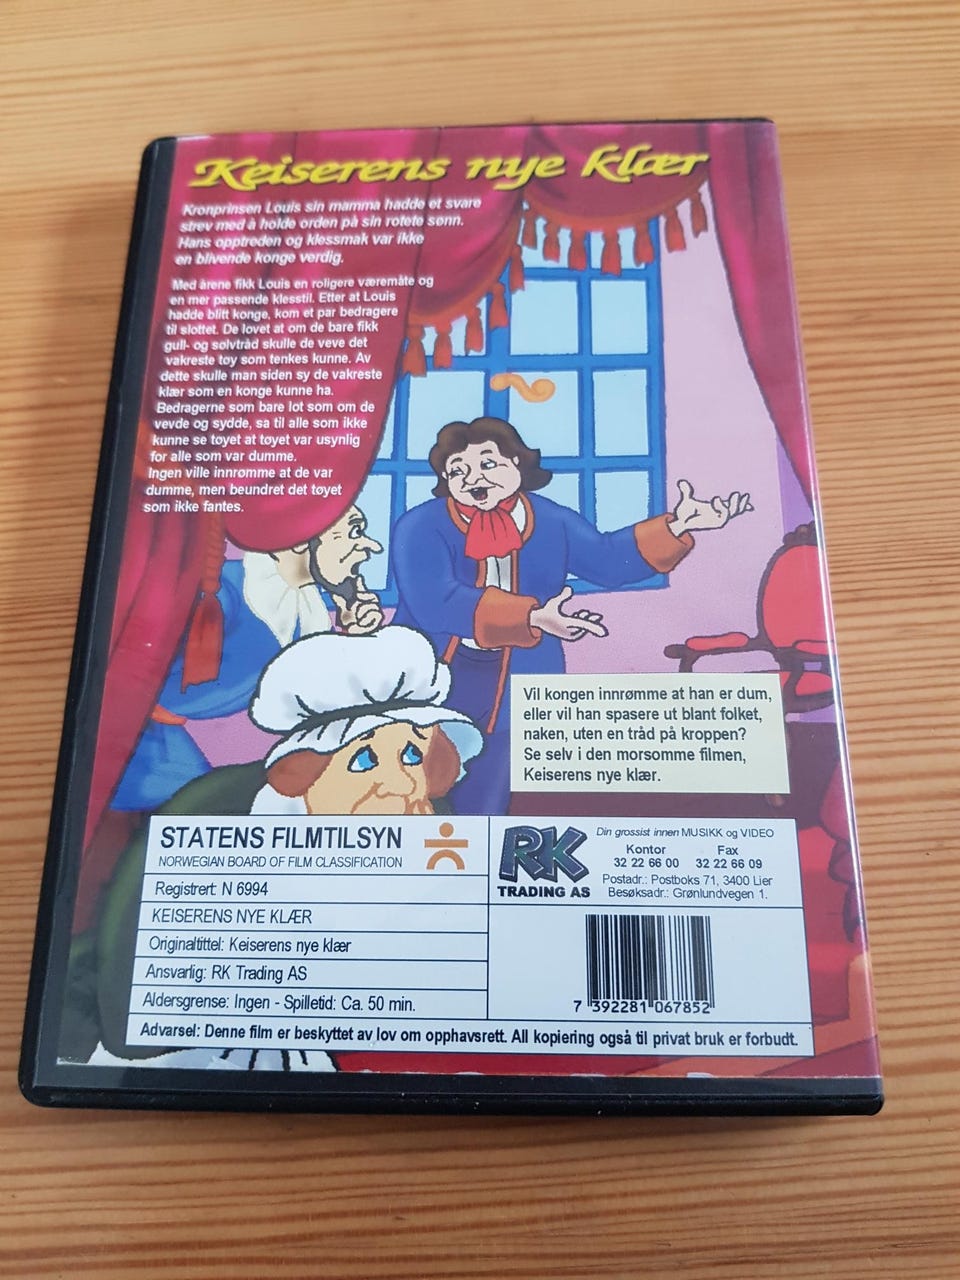 Keiserens nye klær
Kronprinsen Louis sin mamma hadde et svare
strev med å holde orden på sin rotete sønn.
Hans opptreden og klessmak var ikke
en blivende konge verdig.
Med årene fikk Louis en roligere væremåte og
en mer passende klesstil. Etter at Louis
hadde blitt konge, kom et par bedragere
til slottet. De lovet at om de bare fikk
gull- og sølvtråd skulle de veve det
vakreste tøy som tenkes kunne. Av
dette skulle man siden sy de vakreste
klær som en konge kunne ha.
Bedragerne som bare lot som om de
vevde og sydde, sa til alle som ikke
kunne se tøyet at tøyet var usynlig
for alle som var dumme.
Ingen ville innrømme at de var
dumme, men beundret det tøyet
som ikke fantes.
Vil kongen innrømme at han er dum,
eller vil han spasere ut blant folket,
naken, uten en tråd på kroppen?
Se selv i den morsomme filmen,
Keiserens nye klær.
STATENS FILMTILSYN
NORWEGIAN BOARD OF FILM CLASSIFICATION
Registrert: N 6994
KEISERENS NYE KLÆR
Originaltittel: Keiserens nye klær
Ansvarlig: RK Trading AS
Aldersgrense: Ingen - Spilletid: Ca. 50 min.
RK
TRADING AS
Din grossist innen MUSIKK og VIDEO
Kontor Fax
32 22 66 00 32 22 66 09
Postadr.: Postboks 71, 3400 Lier
Besøksadr.: Grønlundvegen 1.
7 392281 067852
Advarsel: Denne film er beskyttet av lov om opphavsrett. All kopiering også til privat bruk er forbudt.